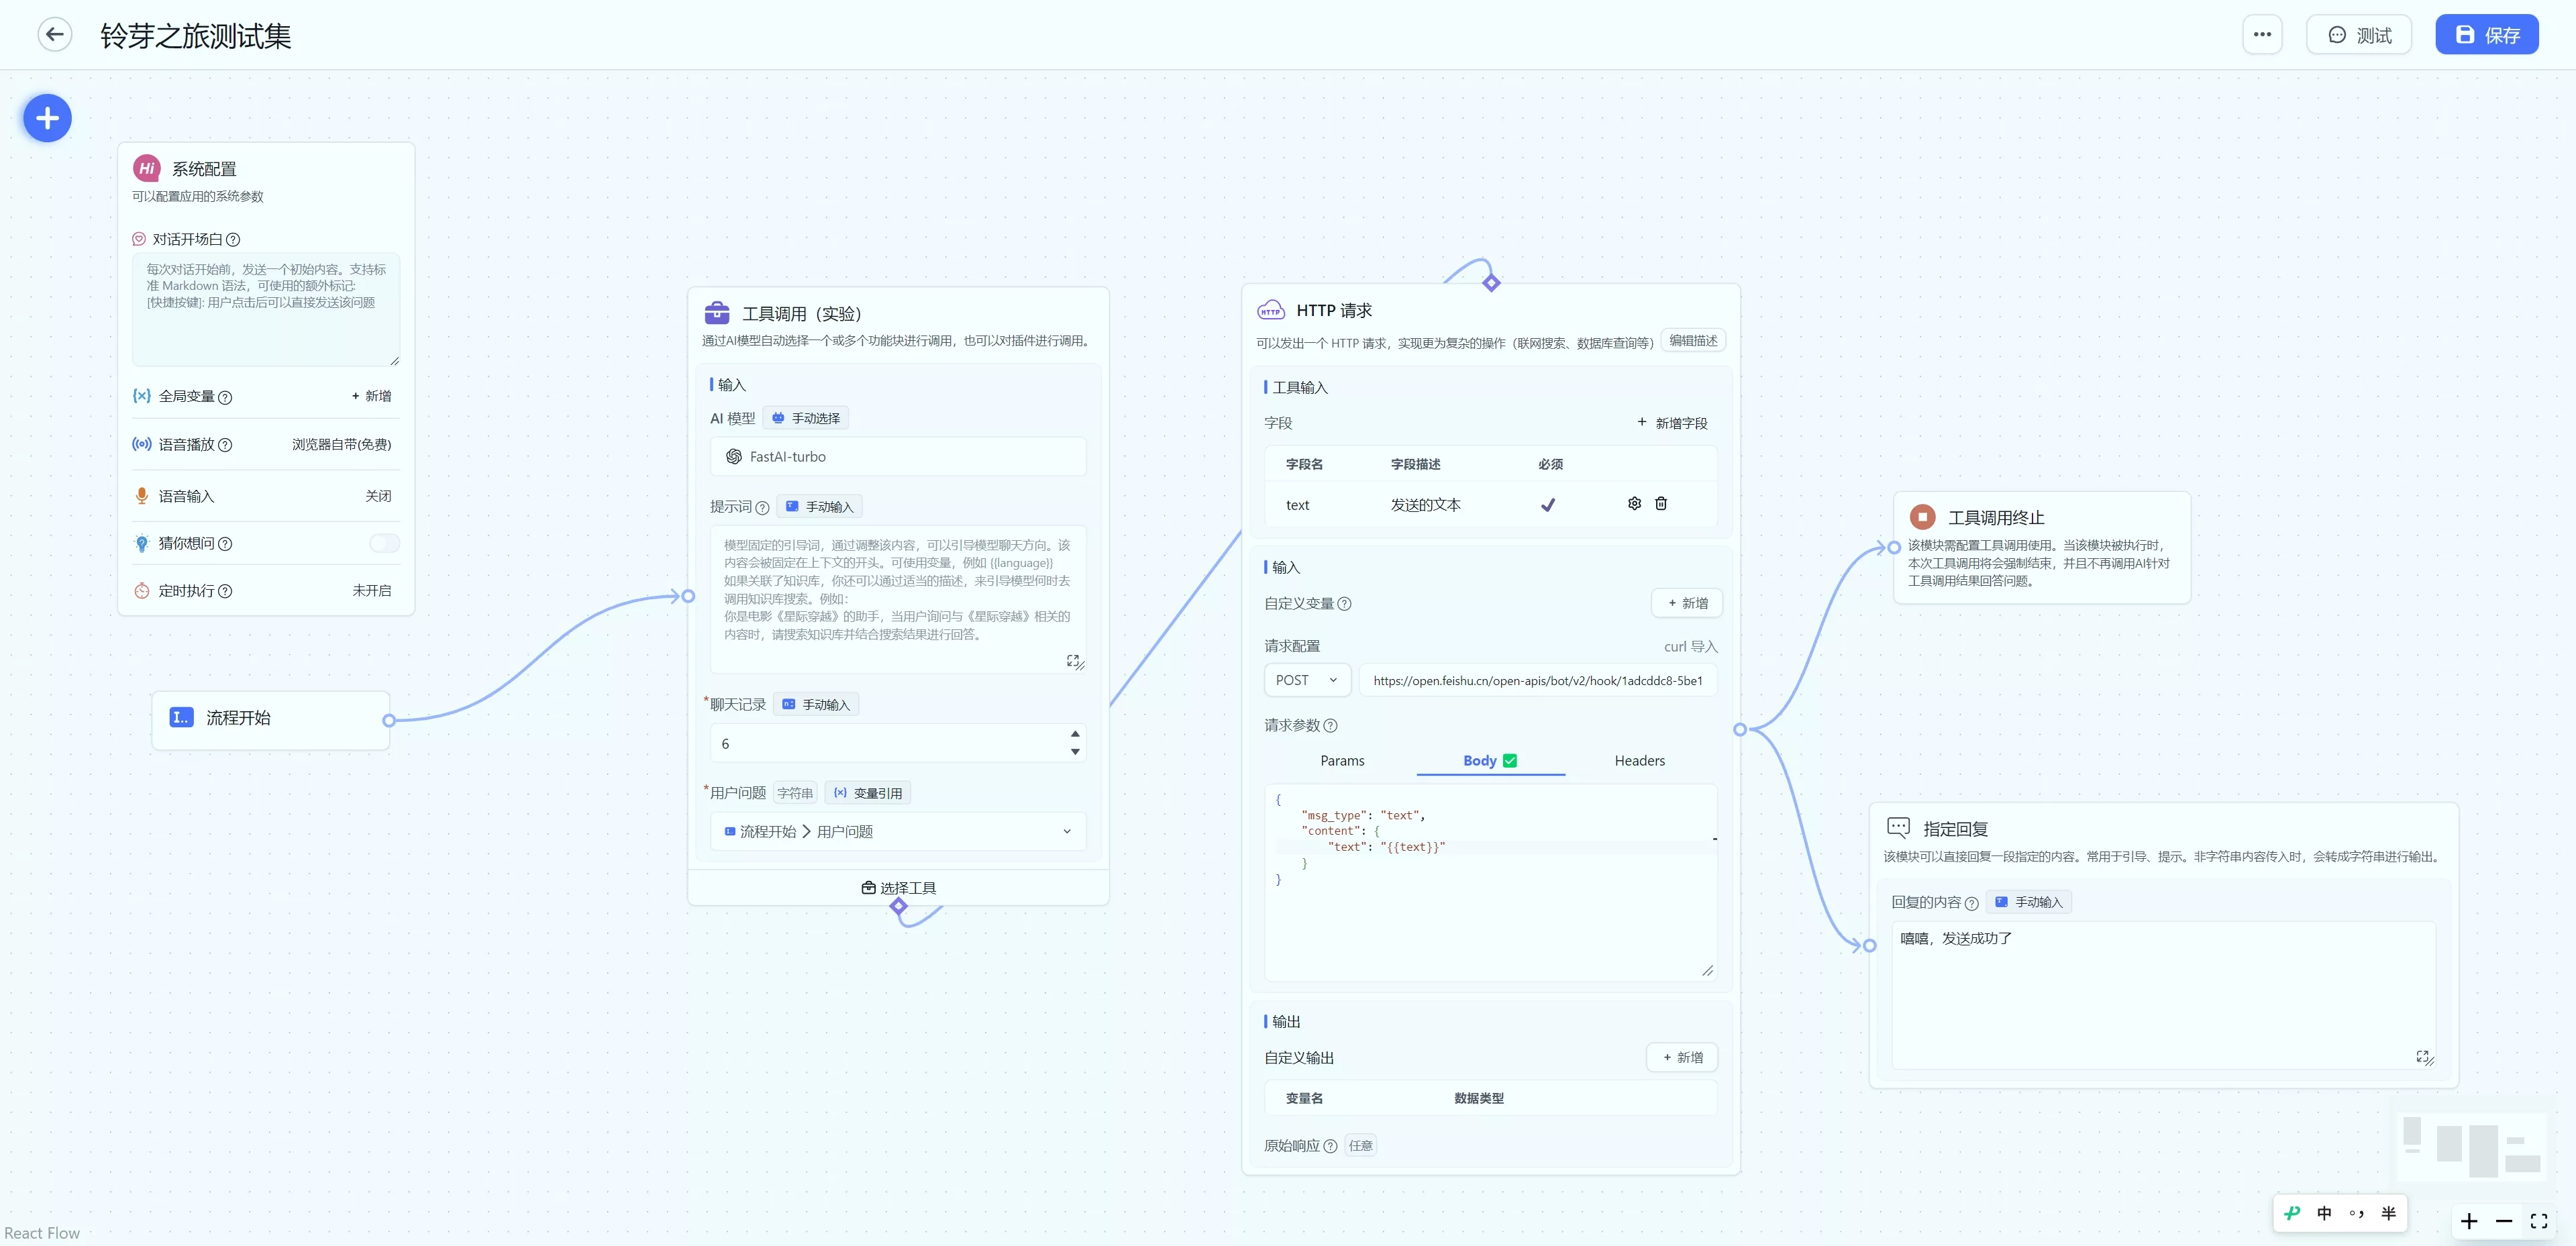 铃芽之旅测试集
测试
保存
Hi
系统配置
可以配置应用的系统参数
对话开场白
每次对话开始前，发送一个初始内容。支持标
准 Markdown 语法，可使用的额外标记:
[快捷按键]: 用户点击后可以直接发送该问题
全局变量
+ 新增
语音播放
浏览器自带(免费)
语音输入
关闭
猜你想问
定时执行
未开启
流程开始
工具调用（实验）
通过AI模型自动选择一个或多个功能块进行调用，也可以对插件进行调用。
输入
AI 模型
手动选择
FastAI-turbo
提示词
手动输入
模型固定的引导词，通过调整该内容，可以引导模型聊天方向。该
内容会被固定在上下文的开头。可使用变量，例如 {{language}}
如果关联了知识库，你还可以通过适当的描述，来引导模型何时去
调用知识库搜索。例如：
你是电影《星际穿越》的助手，当用户询问与《星际穿越》相关的
内容时，请搜索知识库并结合搜索结果进行回答。
*聊天记录
手动输入
6
*用户问题
字符串
变量引用
流程开始 > 用户问题
选择工具
HTTP
HTTP 请求
可以发出一个 HTTP 请求，实现更为复杂的操作（联网搜索、数据库查询等）
编辑描述
工具输入
字段
+ 新增字段
字段名 字段描述 必须
text 发送的文本
输入
自定义变量
+ 新增
请求配置
curl 导入
POST
https://open.feishu.cn/open-apis/bot/v2/hook/1adcddc8-5be1
请求参数
Params Body Headers
{
"msg_type": "text",
"content": {
"text": "{{text}}"
}
}
输出
自定义输出
+ 新增
变量名 数据类型
原始响应
任意
工具调用终止
该模块需配置工具调用使用。当该模块被执行时，
本次工具调用将会强制结束，并且不再调用AI针对
工具调用结果回答问题。
指定回复
该模块可以直接回复一段指定的内容。常用于引导、提示。非字符串内容传入时，会转成字符串进行输出。
回复的内容
手动输入
嘻嘻，发送成功了
中 °, 半
React Flow